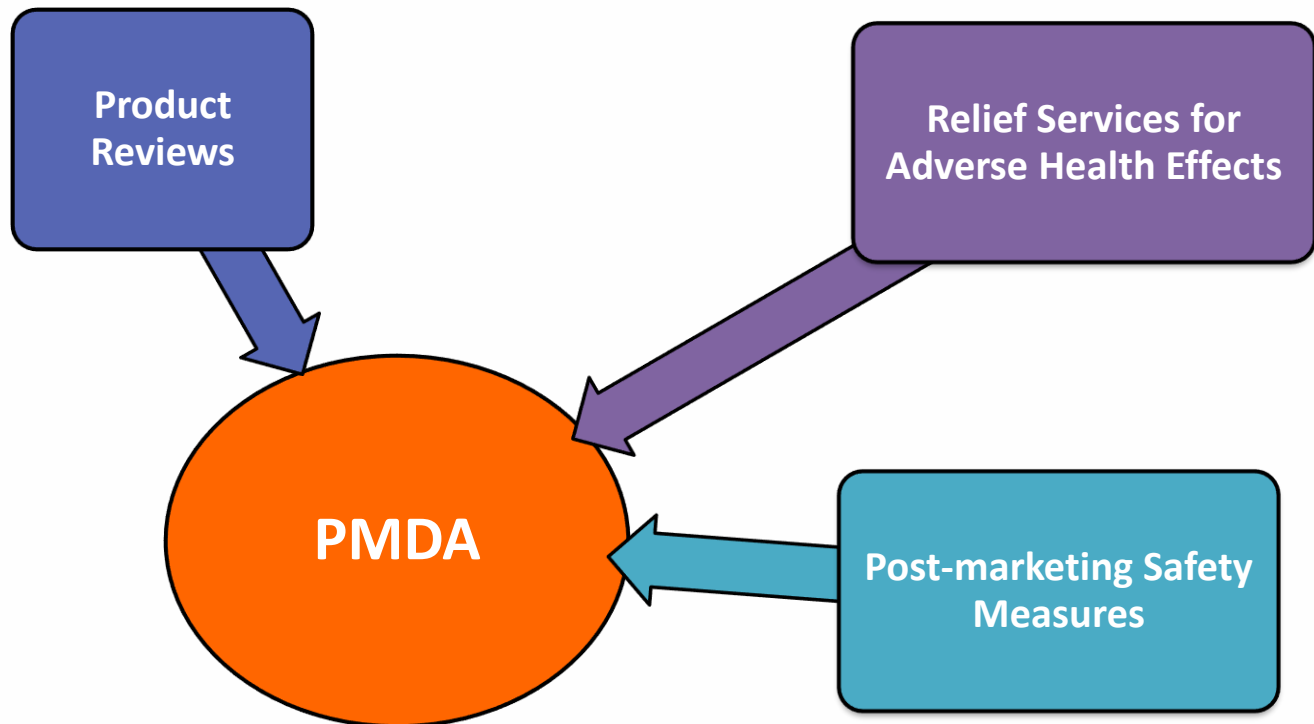 Product
Reviews
Relief Services for
Adverse Health Effects
PMDA
Post-marketing Safety
Measures